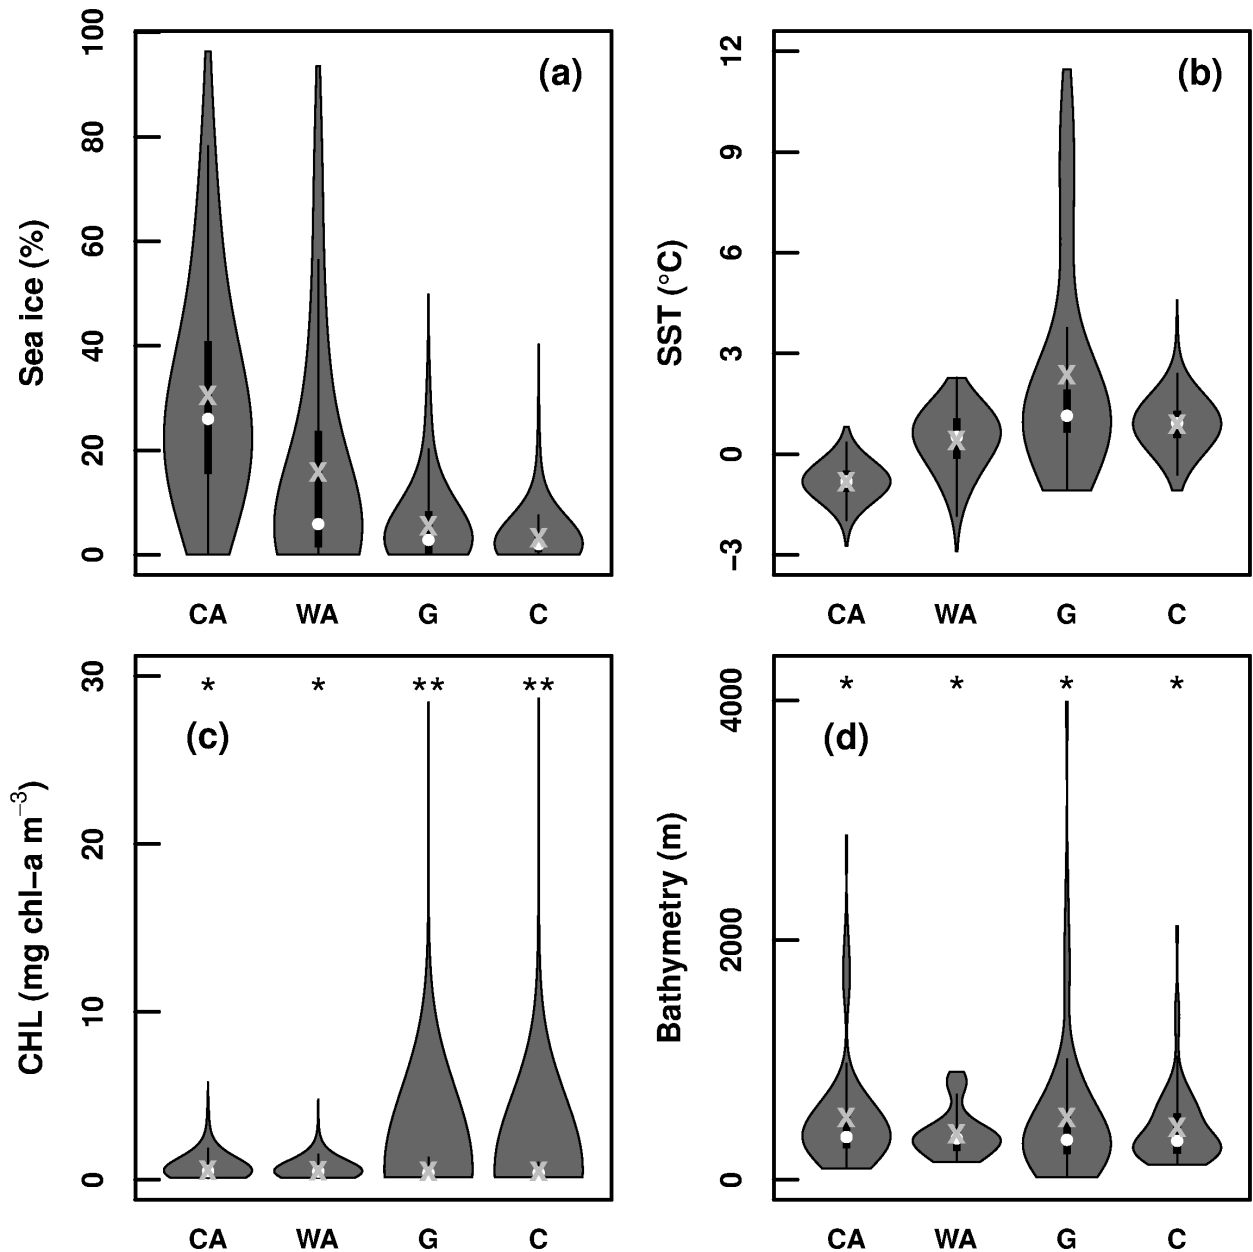 (a)
Sea ice (%)
100
80
60
40
20
0
CA WA G C
(b)
SST (°C)
12
9
6
3
0
−3
CA WA G C
(c)
CHL (mg chl−a m⁻³)
30
20
10
0
* * ** **
CA WA G C
(d)
Bathymetry (m)
4000
2000
0
* * * *
CA WA G C